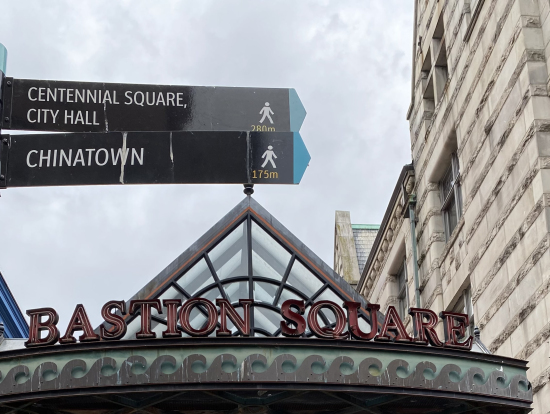 CENTENNIAL SQUARE,
CITY HALL
280m
CHINATOWN
175m
BASTION SQUARE